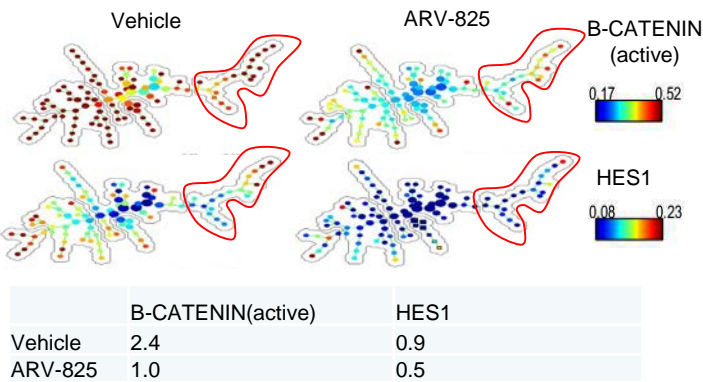 Vehicle
ARV-825
B-CATENIN
(active)
0.17 0.52
HES1
0.08 0.23
B-CATENIN(active) HES1
Vehicle 2.4 0.9
ARV-825 1.0 0.5